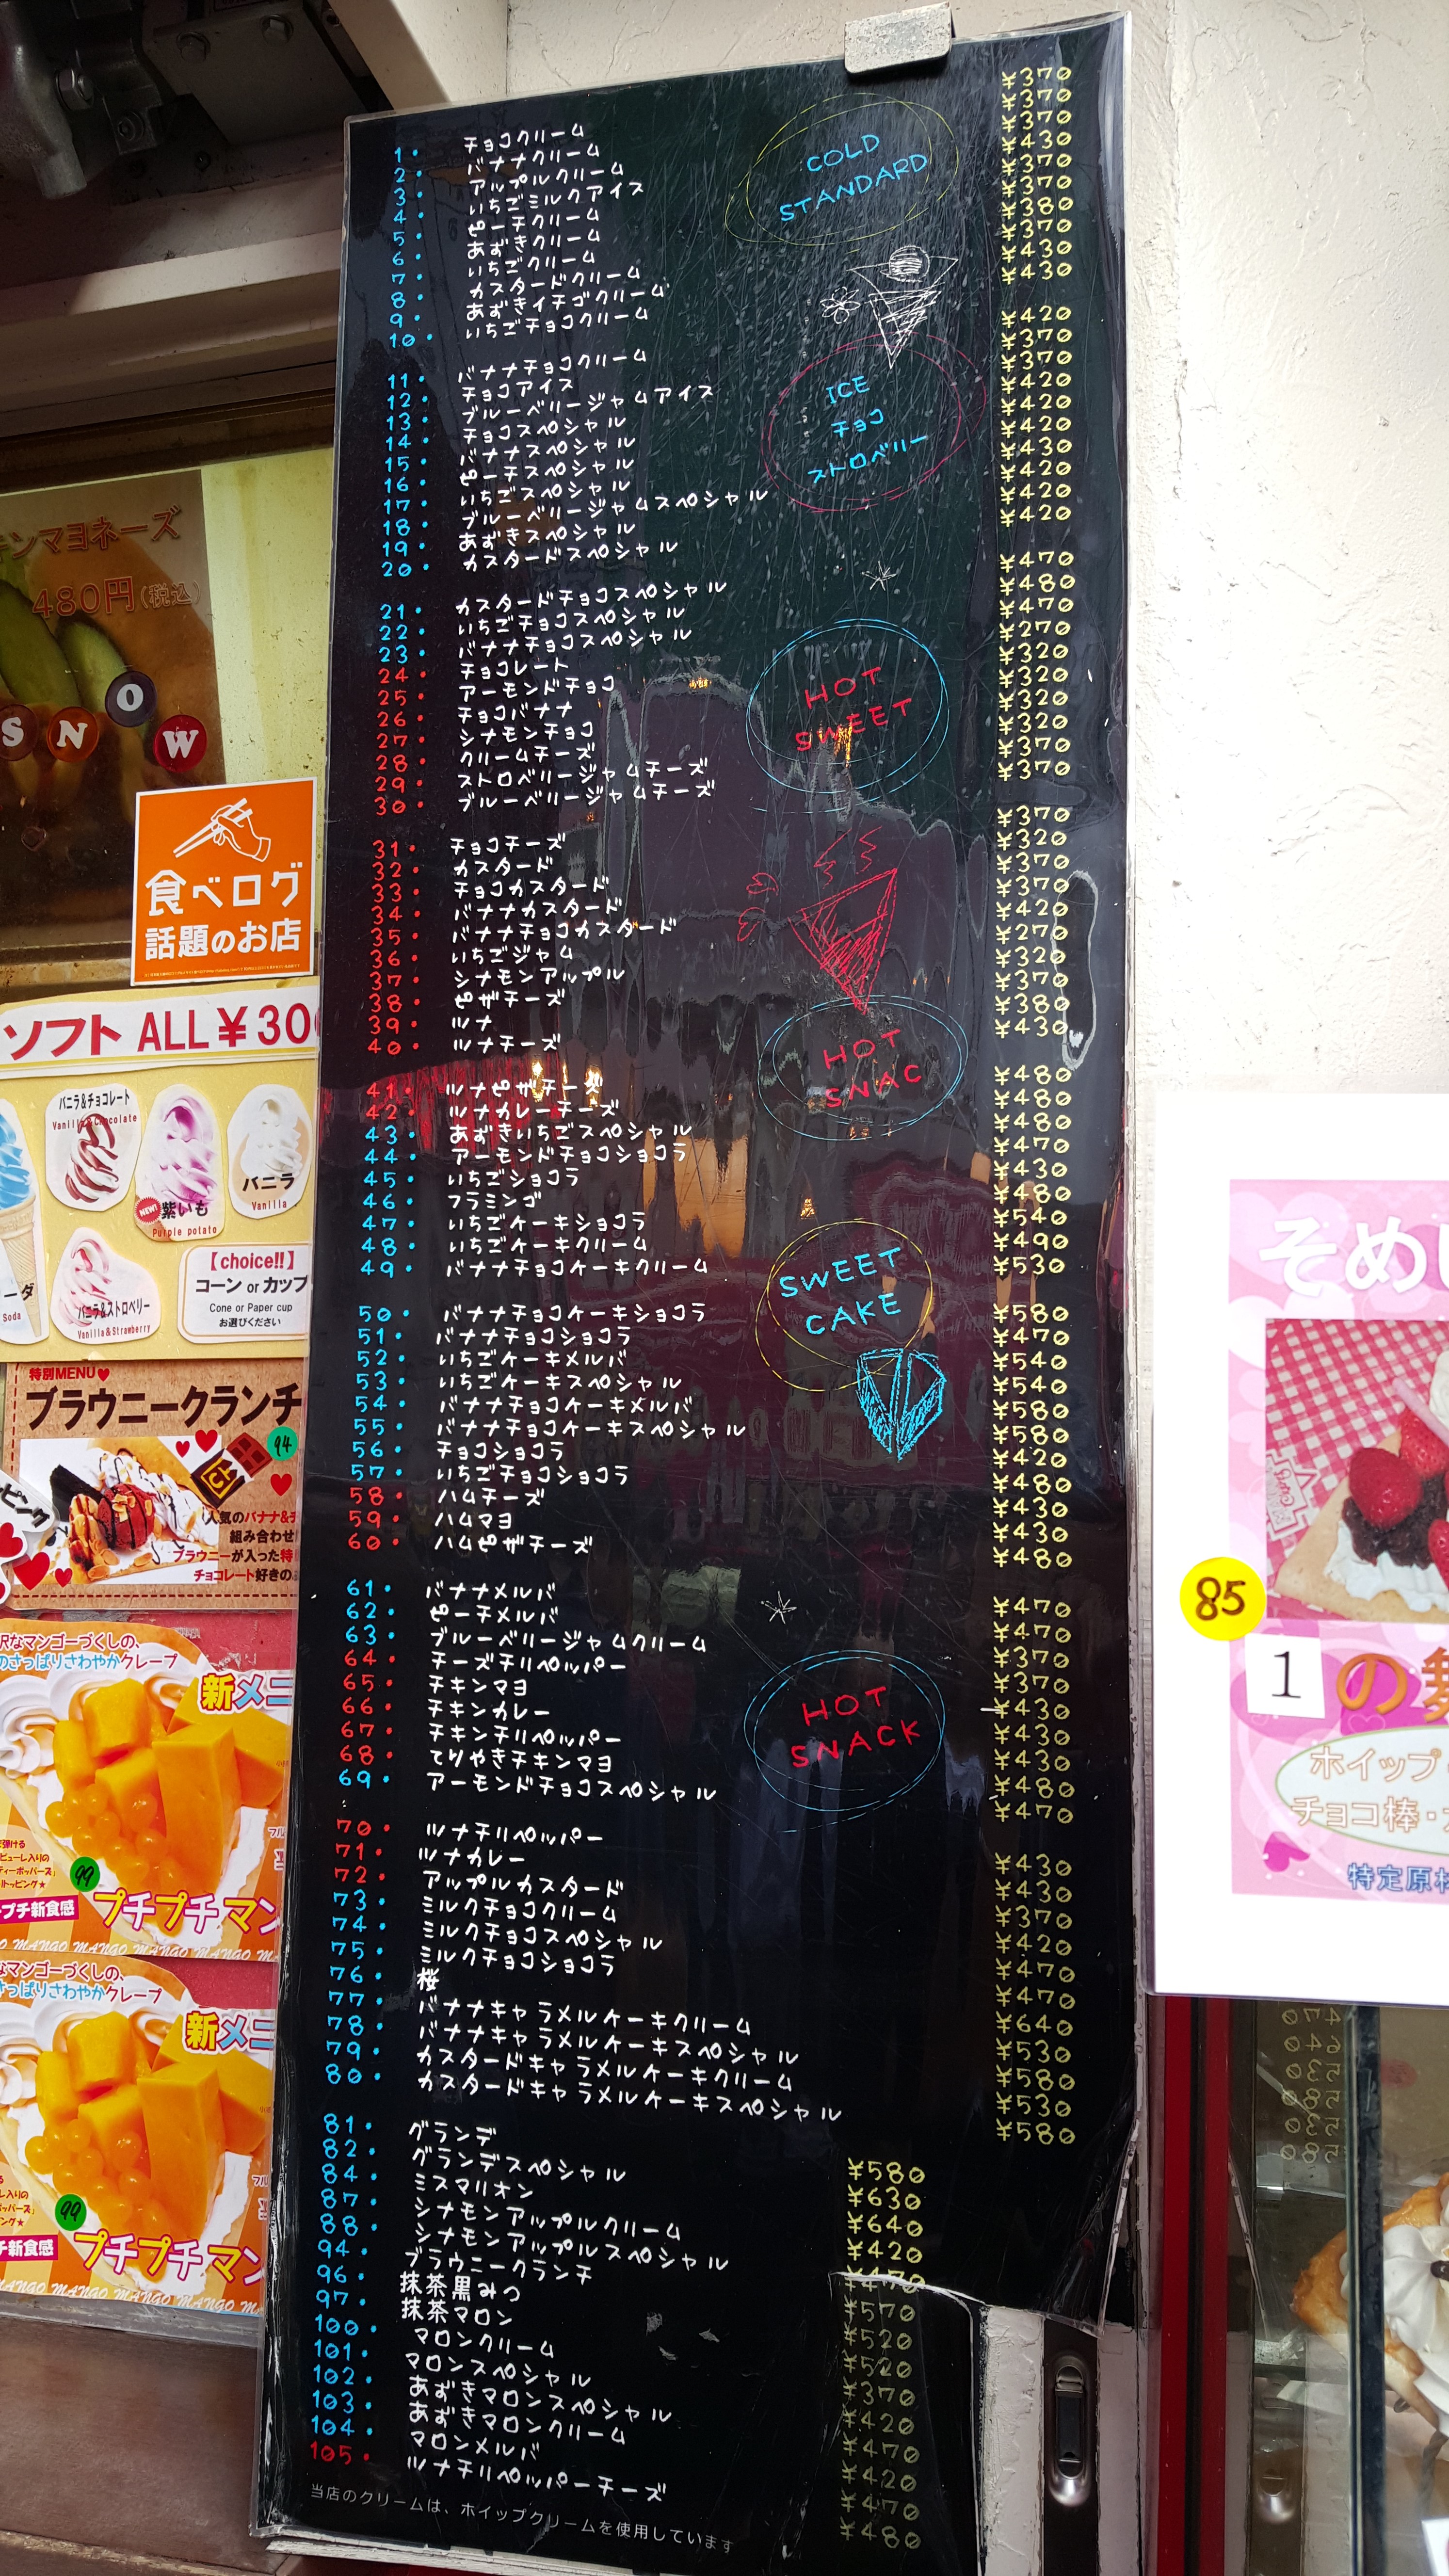 1. チョコクリーム ¥370
2. バナナクリーム ¥370
3. アップルクリーム ¥370
4. いちごミルクアイス ¥430
5. ピーチクリーム ¥370
6. あずきクリーム ¥370
7. いちごクリーム ¥380
8. カスタードクリーム ¥370
9. あずきイチゴクリーム ¥430
10. いちごチョコクリーム ¥430
COLD
STANDARD
11. バナナチョコクリーム ¥420
12. チョコアイス ¥370
13. ブルーベリージャムアイス ¥370
14. チョコスペシャル ¥420
15. バナナスペシャル ¥420
16. ピーチスペシャル ¥420
17. いちごスペシャル ¥430
18. ブルーベリージャムスペシャル ¥420
19. あずきスペシャル ¥420
20. カスタードスペシャル ¥420
ICE
チョコ
ストロベリー
21. カスタードチョコスペシャル ¥470
22. いちごチョコスペシャル ¥480
23. バナナチョコスペシャル ¥470
24. チョコレート ¥270
25. アーモンドチョコ ¥320
26. チョコバナナ ¥320
27. シナモンチョコ ¥320
28. クリームチーズ ¥320
29. ストロベリージャムチーズ ¥370
30. ブルーベリージャムチーズ ¥370
HOT
SWEET
31. チョコチーズ ¥370
32. カスタード ¥320
33. チョコカスタード ¥370
34. バナナカスタード ¥370
35. バナナチョコカスタード ¥420
36. いちごジャム ¥270
37. シナモンアップル ¥320
38. ピザチーズ ¥370
39. ツナ ¥380
40. ツナチーズ ¥430
HOT
SNAC
41. ツナピザチーズ ¥480
42. ツナカレーチーズ ¥480
43. あずきいちごスペシャル ¥480
44. アーモンドチョコショコラ ¥470
45. いちごショコラ ¥430
46. フラミンゴ ¥480
47. いちごケーキショコラ ¥540
48. いちごケーキクリーム ¥490
49. バナナチョコケーキクリーム ¥530
SWEET
CAKE
50. バナナチョコケーキショコラ ¥580
51. バナナチョコショコラ ¥470
52. いちごケーキメルバ ¥540
53. いちごケーキスペシャル ¥540
54. バナナチョコケーキメルバ ¥580
55. バナナチョコケーキスペシャル ¥580
56. チョコショコラ ¥420
57. いちごチョコショコラ ¥480
58. ハムチーズ ¥430
59. ハムマヨ ¥430
60. ハムピザチーズ ¥480
61. バナナメルバ ¥470
62. ピーチメルバ ¥470
63. ブルーベリージャムクリーム ¥370
64. チーズチリペッパー ¥370
65. チキンマヨ ¥430
66. チキンカレー ¥430
67. チキンチリペッパー ¥430
68. てりやきチキンマヨ ¥480
69. アーモンドチョコスペシャル ¥470
HOT
SNACK
70. ツナチリペッパー ¥430
71. ツナカレー ¥430
72. アップルカスタード ¥370
73. ミルクチョコクリーム ¥420
74. ミルクチョコスペシャル ¥470
75. ミルクチョコショコラ ¥470
76. 桜 ¥640
77. バナナキャラメルケーキクリーム ¥530
78. バナナキャラメルケーキスペシャル ¥580
79. カスタードキャラメルケーキクリーム ¥530
80. カスタードキャラメルケーキスペシャル ¥580
81. グランデ ¥580
82. グランデスペシャル ¥630
84. ミスマリオン ¥640
87. シナモンアップルクリーム ¥420
88. シナモンアップルスペシャル ¥470
94. ブラウニークランチ ¥570
96. 抹茶黒みつ ¥520
97. 抹茶マロン ¥520
100. マロンクリーム ¥370
101. マロンスペシャル ¥420
102. あずきマロンスペシャル ¥470
103. あずきマロンクリーム ¥420
104. マロンメルバ ¥470
105. ツナチリペッパーチーズ ¥480
当店のクリームは、ホイップクリームを使用しています
キンマヨネーズ
480円(税込)
SNOW
食べログ
話題のお店
ソフト ALL ¥30
バニラ&チョコレート
Vanilla&Chocolate
NEW!
紫いも
Purple potato
バニラ
Vanilla
ーダ
Soda
バニラ&ストロベリー
Vanilla&Strawberry
【choice!!】
コーン or カップ
Cone or Paper cup
お選びください
特別MENU♥
ブラウニークランチ
94
ピング
人気のバナナ&チ
組み合わせ
ブラウニーが入った特
チョコレート好きの
沢なマンゴーづくしの、
のさっぱりさわやかクレープ
新メニ
弾ける
ピューレ入りの
ティーポッパーズ」
トッピング★
99
プチ新食感
プチプチマン
MANGO MANGO MANGO MANGO
なマンゴーづくしの、
さっぱりさわやかクレープ
新メニ
99
チ新食感
プチプチマン
MANGO MANGO MANGO MANGO
そめ
85
1 の
ホイップ
チョコ棒・
特定原材